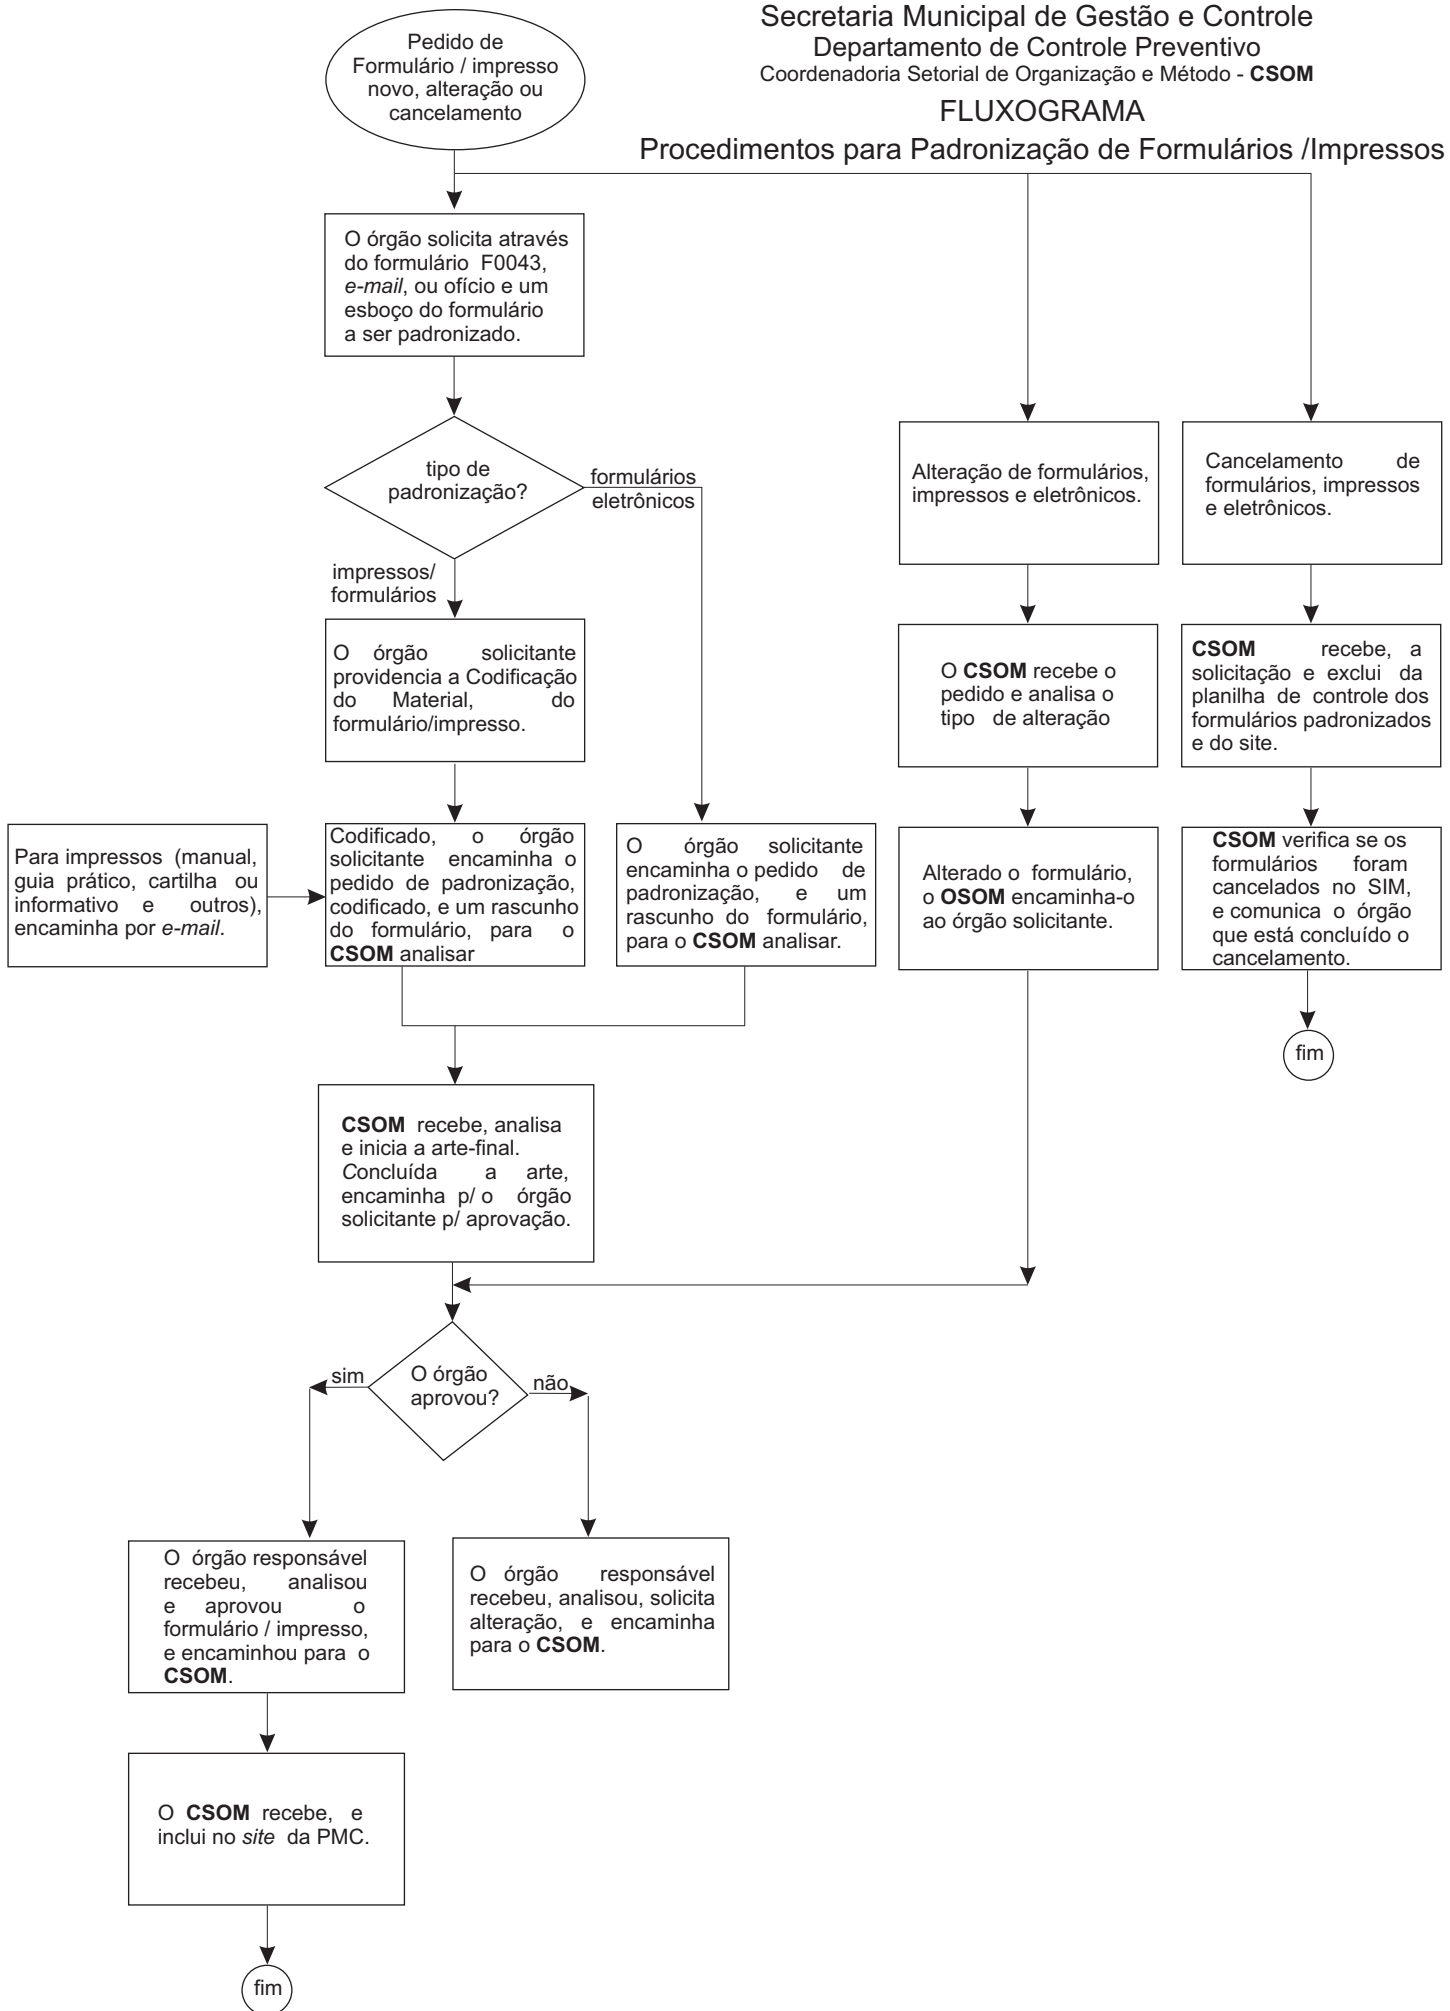 Secretaria Municipal de Gestão e Controle
Departamento de Controle Preventivo
Coordenadoria Setorial de Organização e Método - CSOM
FLUXOGRAMA
Procedimentos para Padronização de Formulários /Impressos
Pedido de
Formulário / impresso
novo, alteração ou
cancelamento
O órgão solicita através
do formulário F0043,
e-mail, ou ofício e um
esboço do formulário
a ser padronizado.
tipo de
padronização?
formulários
eletrônicos
impressos/
formulários
Alteração de formulários,
impressos e eletrônicos.
Cancelamento de
formulários, impressos
e eletrônicos.
O órgão solicitante
providencia a Codificação
do Material, do
formulário/impresso.
O CSOM recebe o
pedido e analisa o
tipo de alteração
CSOM recebe, a
solicitação e exclui da
planilha de controle dos
formulários padronizados
e do site.
Para impressos (manual,
guia prático, cartilha ou
informativo e outros),
encaminha por e-mail.
Codificado, o órgão
solicitante encaminha o
pedido de padronização,
codificado, e um rascunho
do formulário, para o
CSOM analisar
O órgão solicitante
encaminha o pedido de
padronização, e um
rascunho do formulário,
para o CSOM analisar.
Alterado o formulário,
o OSOM encaminha-o
ao órgão solicitante.
CSOM verifica se os
formulários foram
cancelados no SIM,
e comunica o órgão
que está concluído o
cancelamento.
fim
CSOM recebe, analisa
e inicia a arte-final.
Concluída a arte,
encaminha p/ o órgão
solicitante p/ aprovação.
O órgão
aprovou?
sim
não
O órgão responsável
recebeu, analisou
e aprovou o
formulário / impresso,
e encaminhou para o
CSOM.
O órgão responsável
recebeu, analisou, solicita
alteração, e encaminha
para o CSOM.
O CSOM recebe, e
inclui no site da PMC.
fim